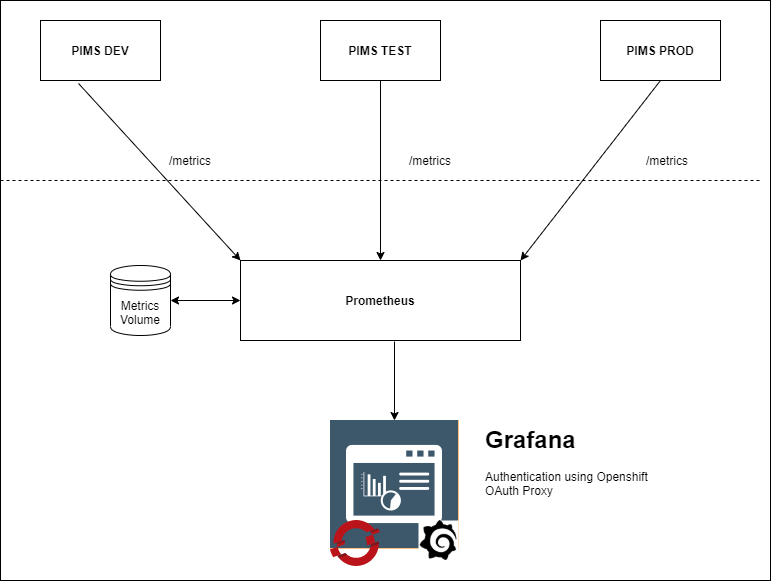 PIMS DEV
PIMS TEST
PIMS PROD
/metrics
/metrics
/metrics
Metrics
Volume
Prometheus
Grafana
Authentication using Openshift
OAuth Proxy